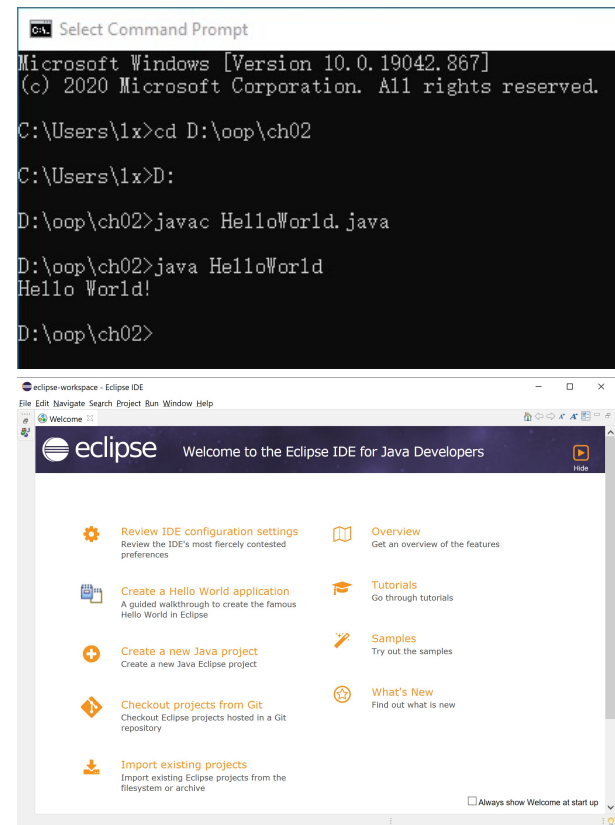 Select Command Prompt
Microsoft Windows [Version 10.0.19042.867]
(c) 2020 Microsoft Corporation. All rights reserved.
C:\Users\lx>cd D:\oop\ch02
C:\Users\lx>D:
D:\oop\ch02>javac HelloWorld.java
D:\oop\ch02>java HelloWorld
Hello World!
D:\oop\ch02>
eclipse-workspace - Eclipse IDE
File Edit Navigate Search Project Run Window Help
Welcome
eclipse Welcome to the Eclipse IDE for Java Developers
Hide
Review IDE configuration settings
Review the IDE's most fiercely contested
preferences
Create a Hello World application
A guided walkthrough to create the famous
Hello World in Eclipse
Create a new Java project
Create a new Java Eclipse project
Checkout projects from Git
Checkout Eclipse projects hosted in a Git
repository
Import existing projects
Import existing Eclipse projects from the
filesystem or archive
Overview
Get an overview of the features
Tutorials
Go through tutorials
Samples
Try out the samples
What's New
Find out what is new
Always show Welcome at start up